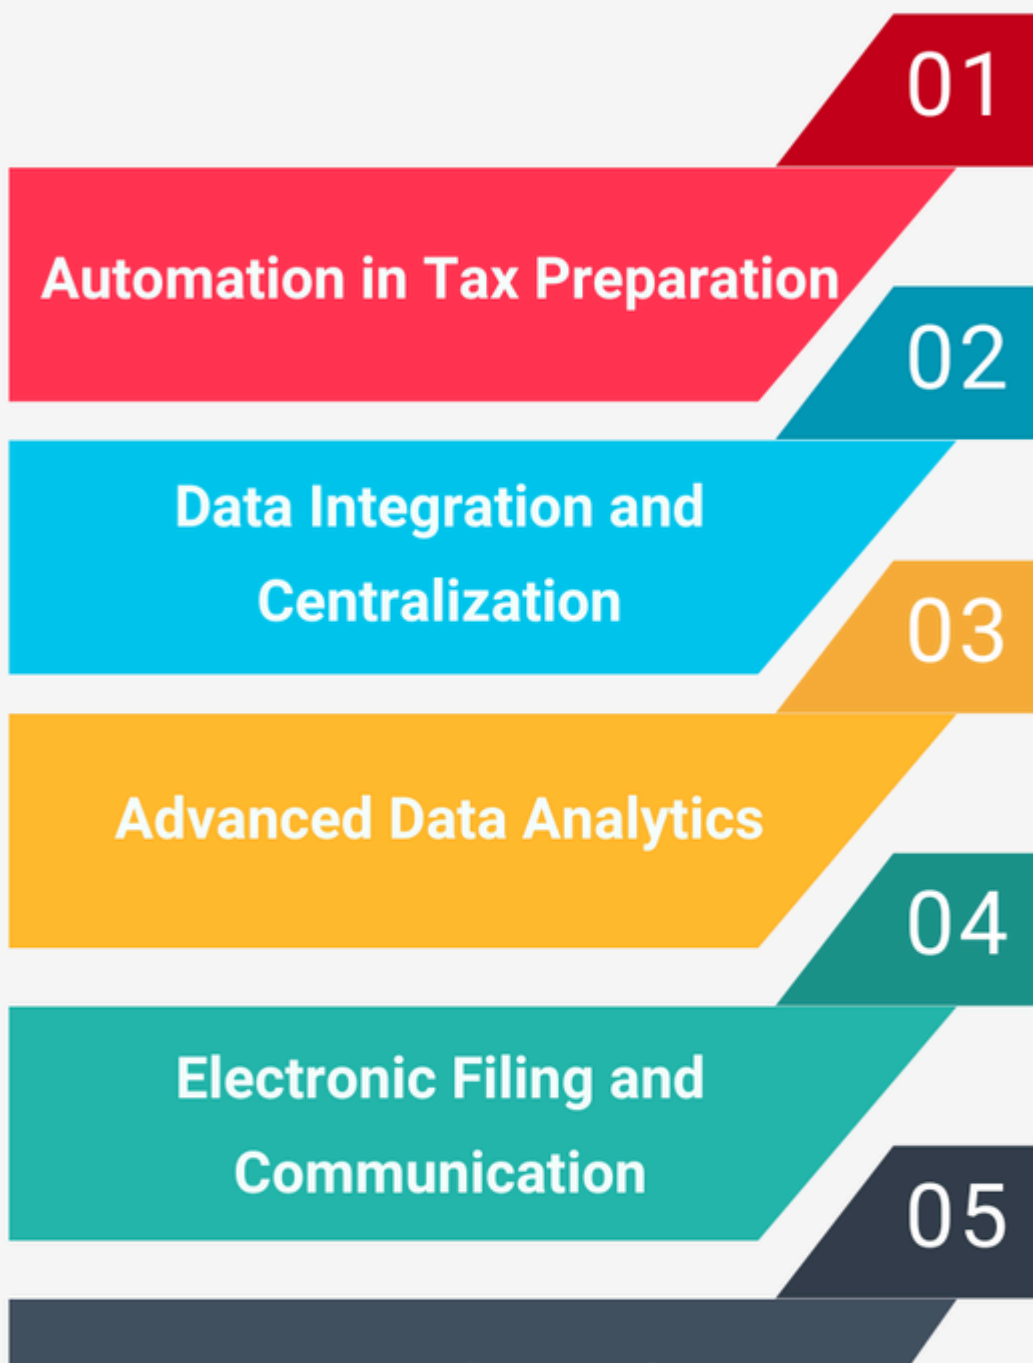 01
Automation in Tax Preparation
02
Data Integration and
Centralization
03
Advanced Data Analytics
04
Electronic Filing and
Communication
05